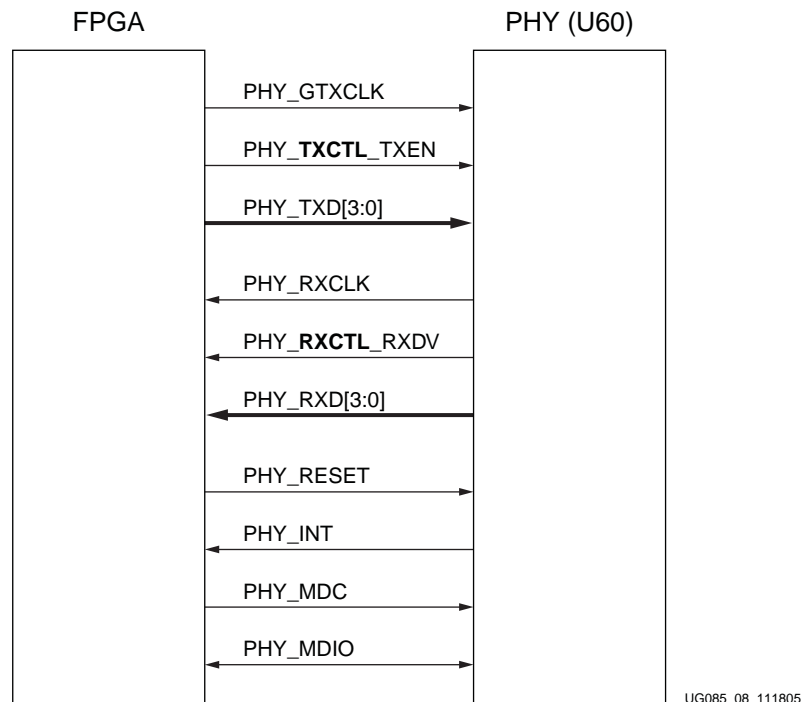 FPGA
PHY (U60)
PHY_GTXCLK
PHY_TXCTL_TXEN
PHY_TXD[3:0]
PHY_RXCLK
PHY_RXCTL_RXDV
PHY_RXD[3:0]
PHY_RESET
PHY_INT
PHY_MDC
PHY_MDIO
UG085_08_111805